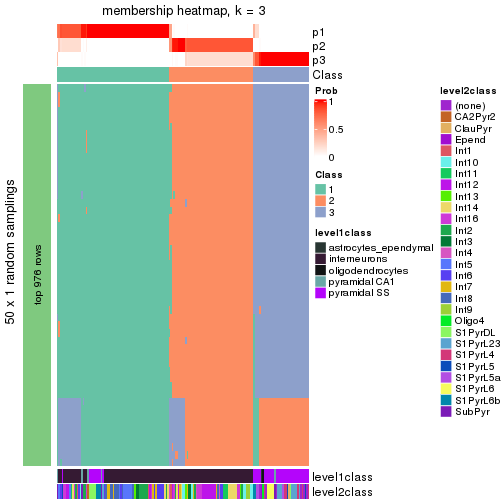 membership heatmap, k = 3
p1
p2
p3
Class
50 x 1 random samplings
top 976 rows
level1class
level2class
Prob
1
0.5
0
Class
1
2
3
level1class
astrocytes_ependymal
interneurons
oligodendrocytes
pyramidal CA1
pyramidal SS
level2class
(none)
CA2Pyr2
ClauPyr
Epend
Int1
Int10
Int11
Int12
Int13
Int14
Int16
Int2
Int3
Int4
Int5
Int6
Int7
Int8
Int9
Oligo4
S1PyrDL
S1PyrL23
S1PyrL4
S1PyrL5
S1PyrL5a
S1PyrL6
S1PyrL6b
SubPyr